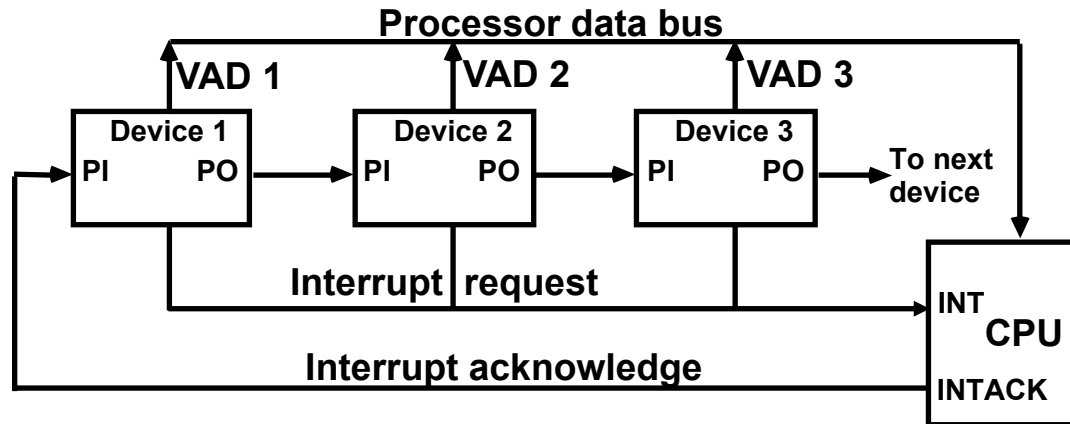 Processor data bus
VAD 1
VAD 2
VAD 3
Device 1
PI PO
Device 2
PI PO
Device 3
PI PO
To next
device
Interrupt request
INT
CPU
Interrupt acknowledge
INTACK